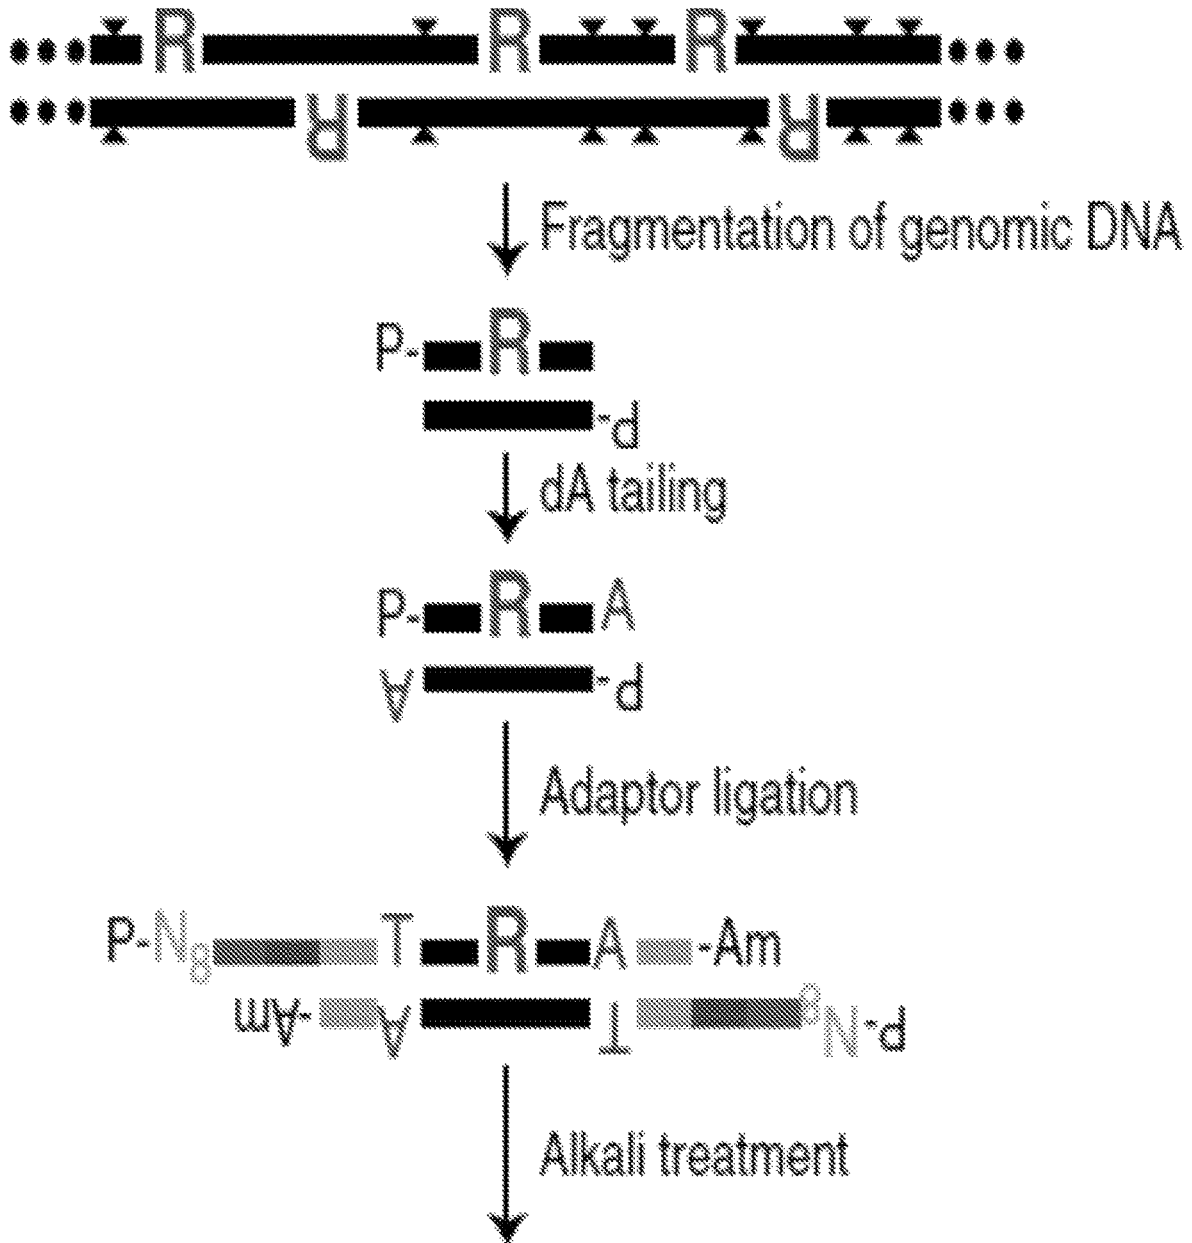 R R R
R R
Fragmentation of genomic DNA
P- R
-P
dA tailing
P- R A
A -P
Adaptor ligation
P-N8 T R A -Am
Am- A T N8-P
Alkali treatment